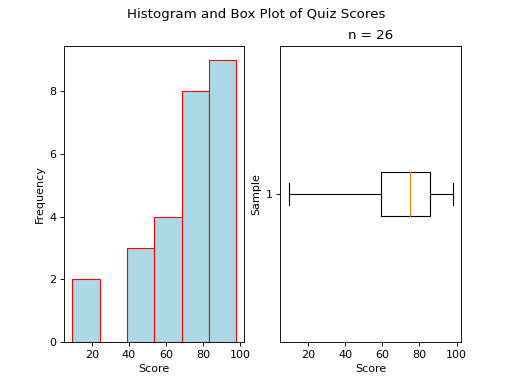 Histogram and Box Plot of Quiz Scores
8
6
4
2
0
Frequency
20 40 60 80 100
Score
n = 26
1
Sample
20 40 60 80 100
Score